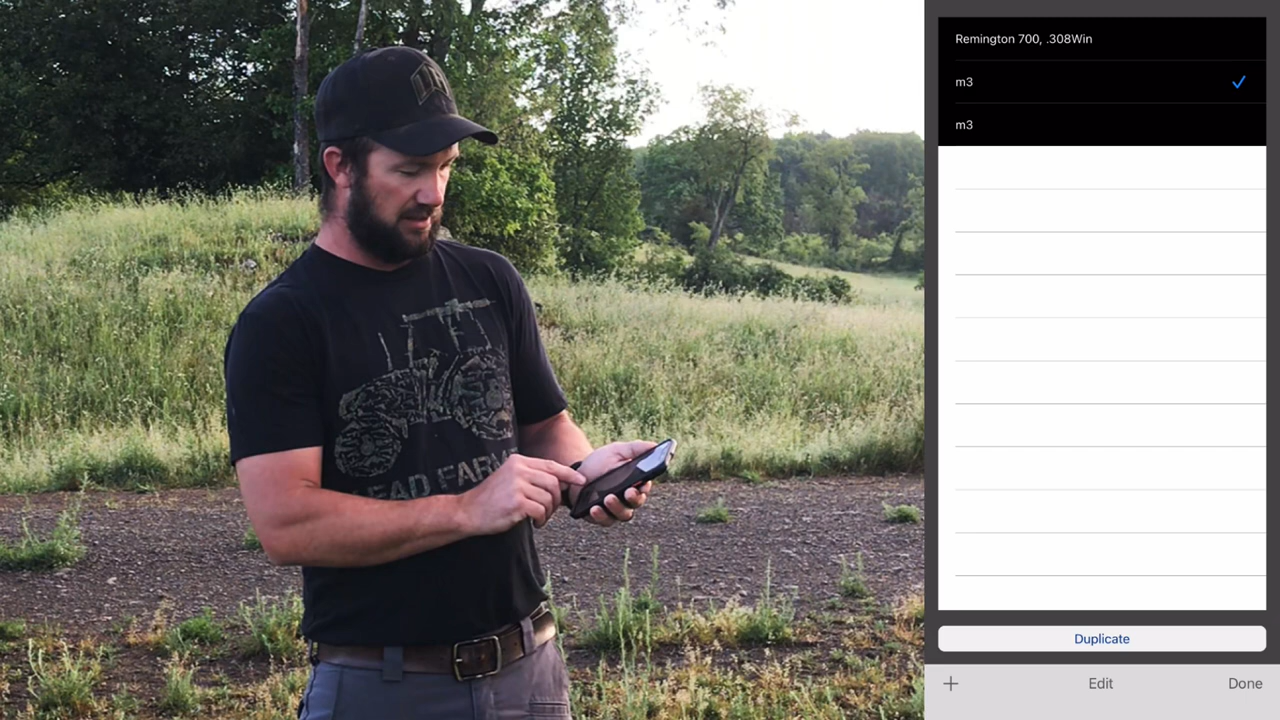 LEAD FARM
Remington 700, .308Win
m3
m3
Duplicate
Edit
Done